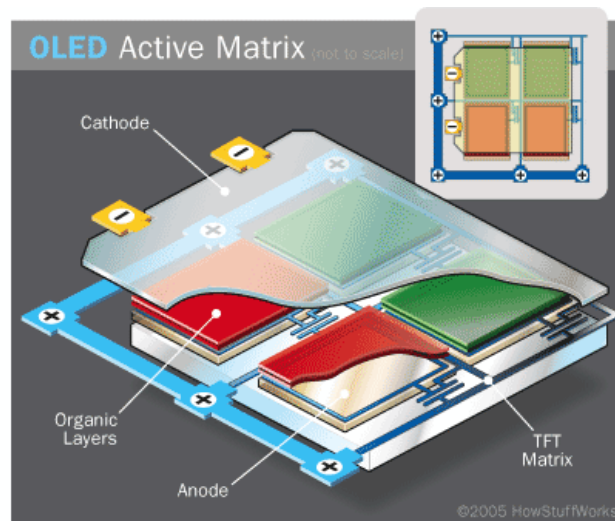 OLED Active Matrix (not to scale)
Cathode
Organic
Layers
Anode
TFT
Matrix
©2005 HowStuffWorks